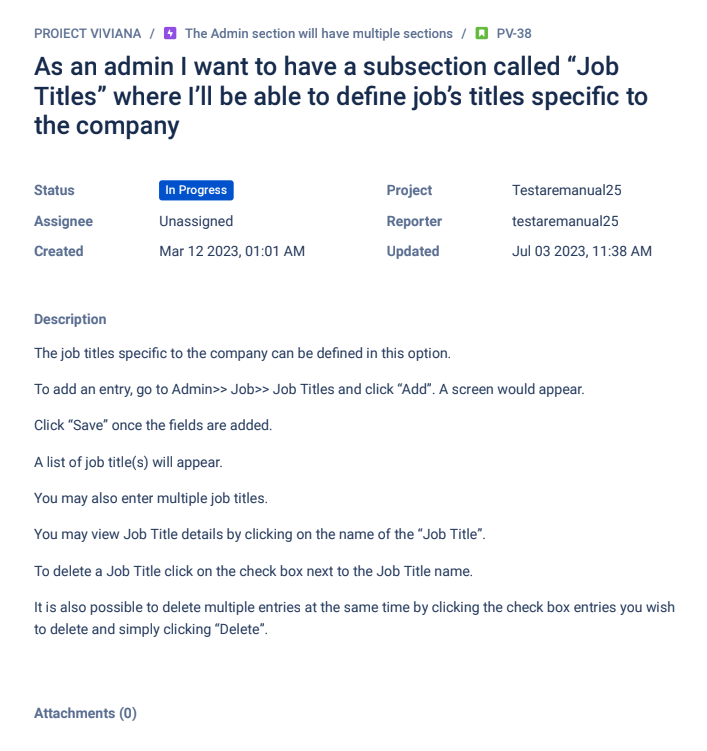 PROIECT VIVIANA / The Admin section will have multiple sections / PV-38
As an admin I want to have a subsection called “Job
Titles” where I’ll be able to define job’s titles specific to
the company
Status In Progress Project Testaremanual25
Assignee Unassigned Reporter testaremanual25
Created Mar 12 2023, 01:01 AM Updated Jul 03 2023, 11:38 AM
Description
The job titles specific to the company can be defined in this option.
To add an entry, go to Admin>> Job>> Job Titles and click “Add”. A screen would appear.
Click “Save” once the fields are added.
A list of job title(s) will appear.
You may also enter multiple job titles.
You may view Job Title details by clicking on the name of the “Job Title”.
To delete a Job Title click on the check box next to the Job Title name.
It is also possible to delete multiple entries at the same time by clicking the check box entries you wish
to delete and simply clicking “Delete”.
Attachments (0)